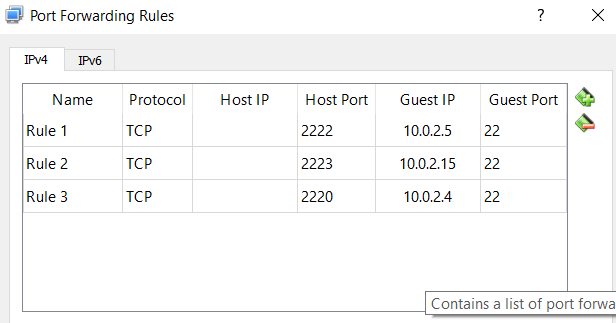 Port Forwarding Rules ?
IPv4 IPv6
Name Protocol Host IP Host Port Guest IP Guest Port
Rule 1 TCP 2222 10.0.2.5 22
Rule 2 TCP 2223 10.0.2.15 22
Rule 3 TCP 2220 10.0.2.4 22
Contains a list of port forwa